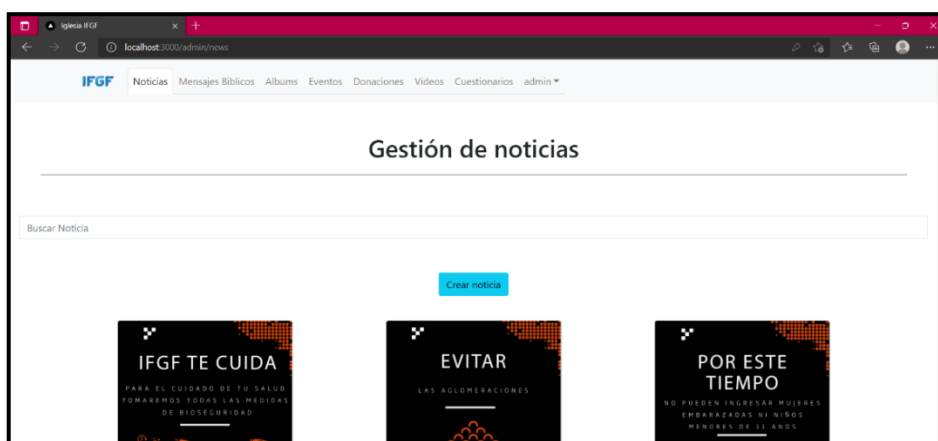 Iglesia IFGF
localhost:3000/admin/news
IFGF Noticias Mensajes Bíblicos Albums Eventos Donaciones Videos Cuestionarios admin
Gestión de noticias
Buscar Noticia
Crear noticia
IFGF TE CUIDA
PARA EL CUIDADO DE TU SALUD
TOMAREMOS TODAS LAS MEDIDAS
DE BIOSEGURIDAD
EVITAR
LAS AGLOMERACIONES
POR ESTE
TIEMPO
NO PUEDEN INGRESAR MUJERES
EMBARAZADAS NI NIÑOS
MENORES DE 11 AÑOS